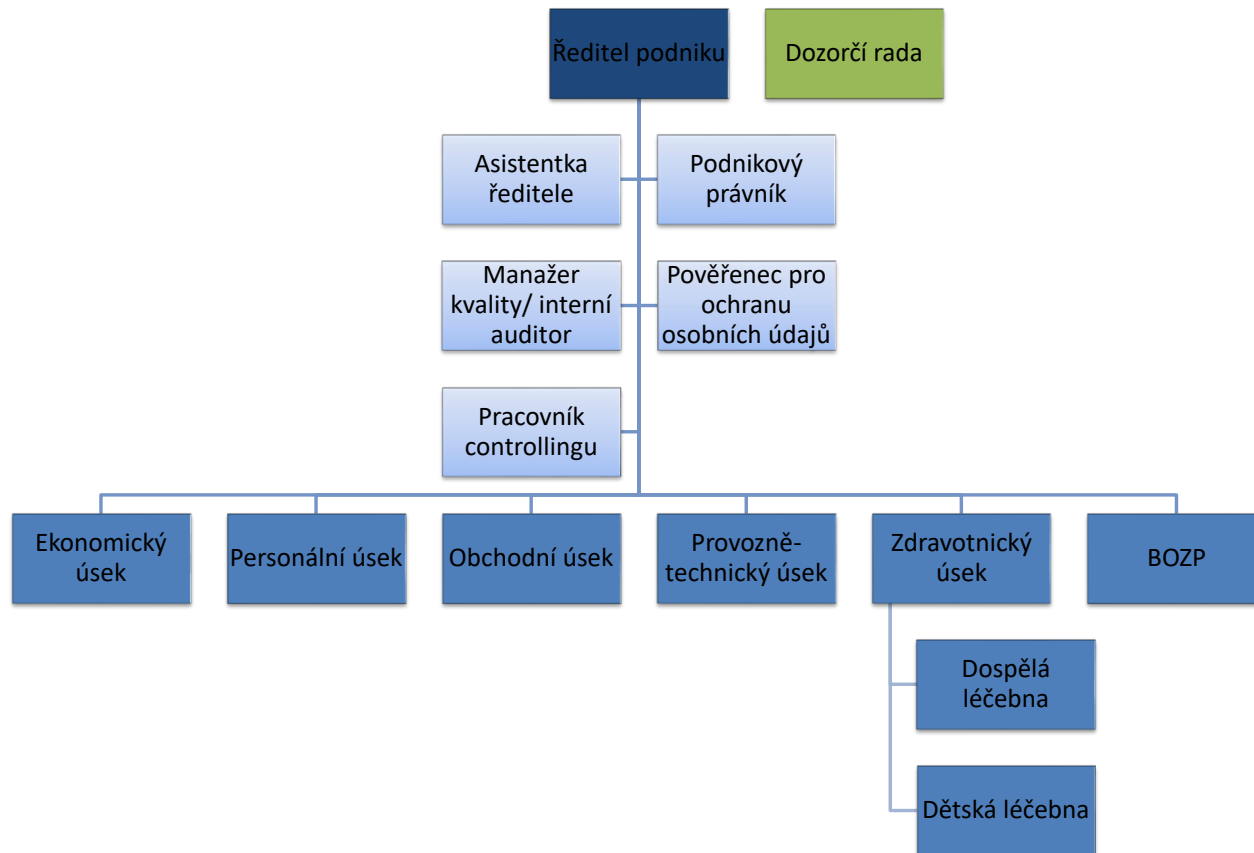 Ředitel podniku
Dozorčí rada
Asistentka
ředitele
Podnikový
právník
Manažer
kvality/ interní
auditor
Pověřenec pro
ochranu
osobních údajů
Pracovník
controllingu
Ekonomický
úsek
Personální úsek
Obchodní úsek
Provozně-
technický úsek
Zdravotnický
úsek
BOZP
Dospělá
léčebna
Dětská léčebna